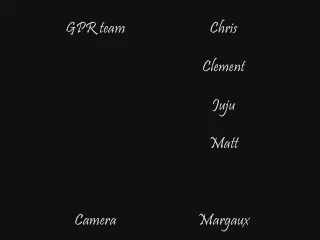 GPR team Chris
Clement
Juju
Matt
Camera Margaux